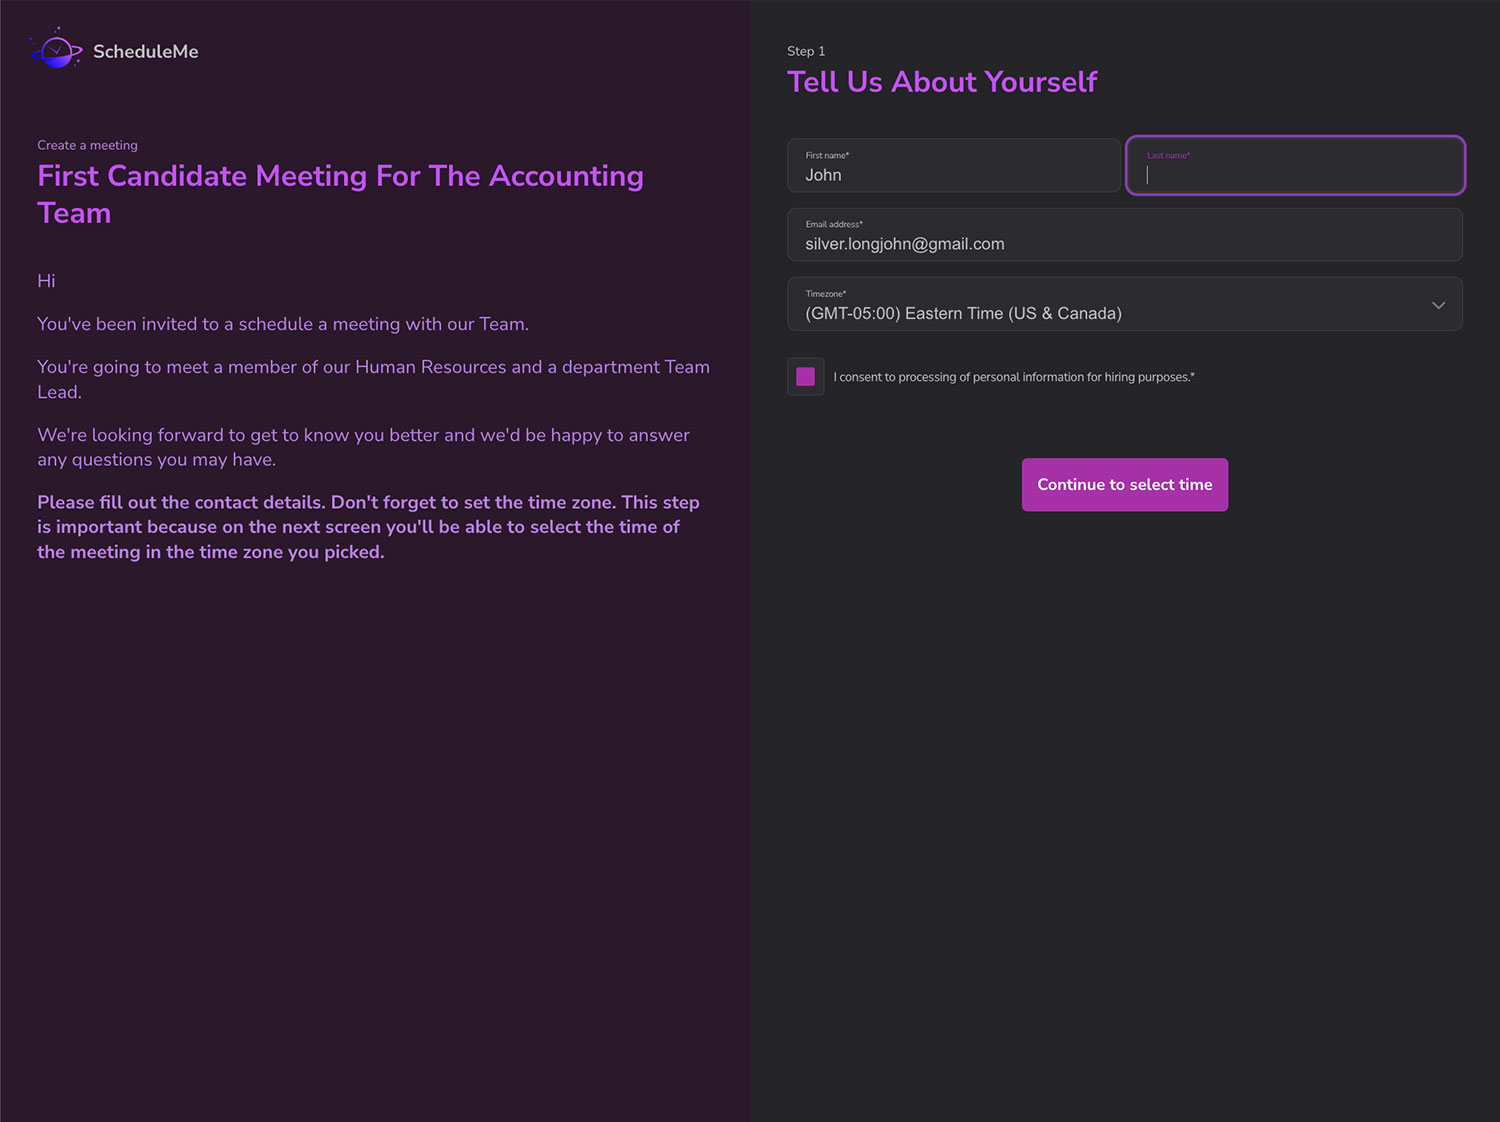 ScheduleMe
Create a meeting
First Candidate Meeting For The Accounting
Team
Hi
You've been invited to a schedule a meeting with our Team.
You're going to meet a member of our Human Resources and a department Team
Lead.
We're looking forward to get to know you better and we'd be happy to answer
any questions you may have.
Please fill out the contact details. Don't forget to set the time zone. This step
is important because on the next screen you'll be able to select the time of
the meeting in the time zone you picked.
Step 1
Tell Us About Yourself
First name*
John
Last name*
Email address*
silver.longjohn@gmail.com
Timezone*
(GMT-05:00) Eastern Time (US & Canada)
I consent to processing of personal information for hiring purposes.*
Continue to select time